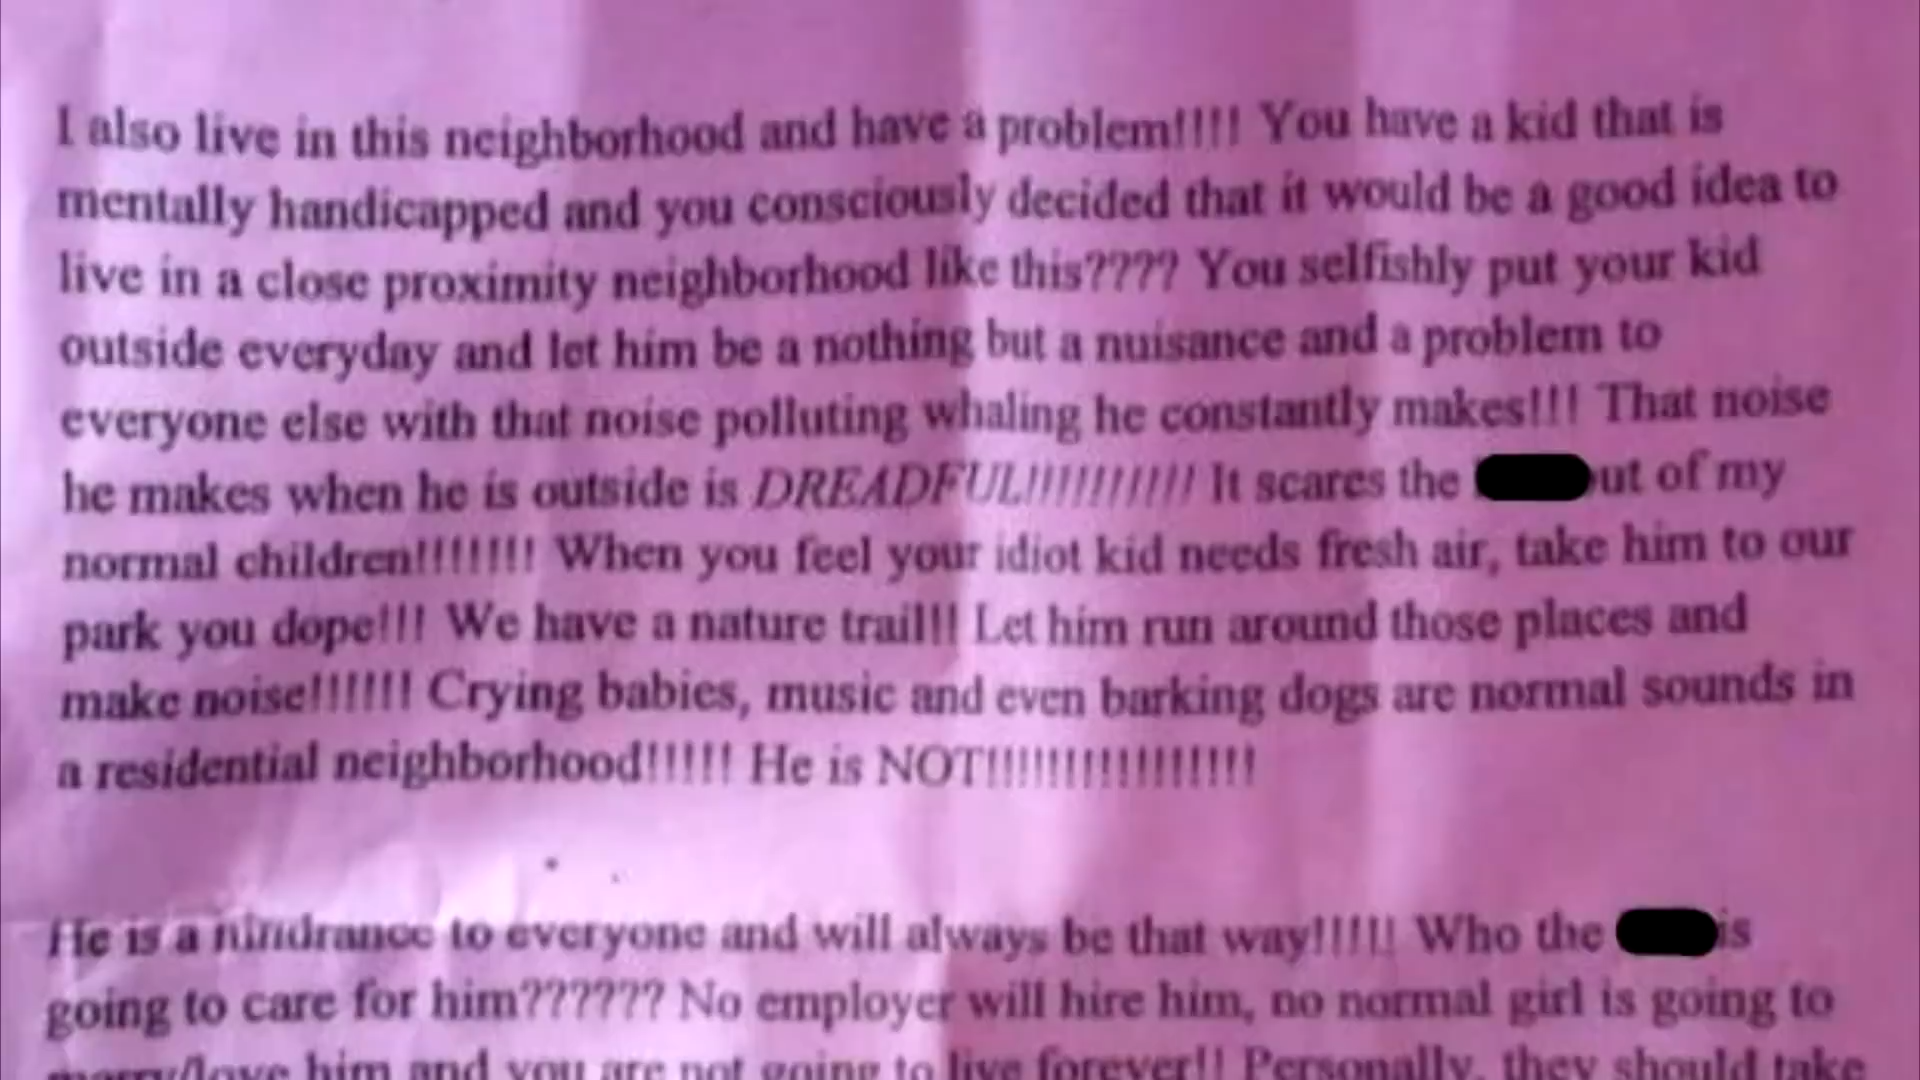 I also live in this neighborhood and have a problem!!!! You have a kid that is
mentally handicapped and you consciously decided that it would be a good idea to
live in a close proximity neighborhood like this???? You selfishly put your kid
outside everyday and let him be a nothing but a nuisance and a problem to
everyone else with that noise polluting whaling he constantly makes!!! That noise
he makes when he is outside is DREADFUL!!!!!!!!!!! It scares the ut of my
normal children!!!!!!!! When you feel your idiot kid needs fresh air, take him to our
park you dope!!! We have a nature trail!! Let him run around those places and
make noise!!!!!!! Crying babies, music and even barking dogs are normal sounds in
a residential neighborhood!!!!! He is NOT!!!!!!!!!!!!!!!!!
He is a hindrance to everyone and will always be that way!!!!! Who the is
going to care for him?????? No employer will hire him, no normal girl is going to
marry/love him and you are not going to live forever!! Personally, they should take